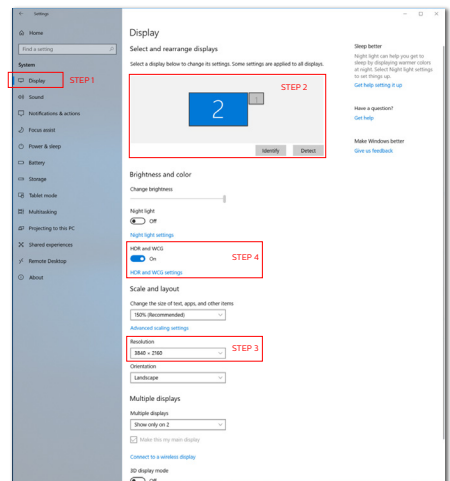 Settings
Home
Find a setting
System
Display
STEP 1
Sound
Notifications & actions
Focus assist
Power & sleep
Battery
Storage
Tablet mode
Multitasking
Projecting to this PC
Shared experiences
Remote Desktop
About
Display
Select and rearrange displays
Select a display below to change its settings. Some settings are applied to all displays.
STEP 2
2
1
Identify
Detect
Brightness and color
Change brightness
Night light
Off
Night light settings
HDR and WCG
On
STEP 4
HDR and WCG settings
Scale and layout
Change the size of text, apps, and other items
150% (Recommended)
Advanced scaling settings
Resolution
3840 × 2160
STEP 3
Orientation
Landscape
Multiple displays
Multiple displays
Show only on 2
Make this my main display
Connect to a wireless display
3D display mode
Off
Sleep better
Night light can help you get to
sleep by displaying warmer colors
at night. Select Night light settings
to set things up.
Get help setting it up
Have a question?
Get help
Make Windows better
Give us feedback